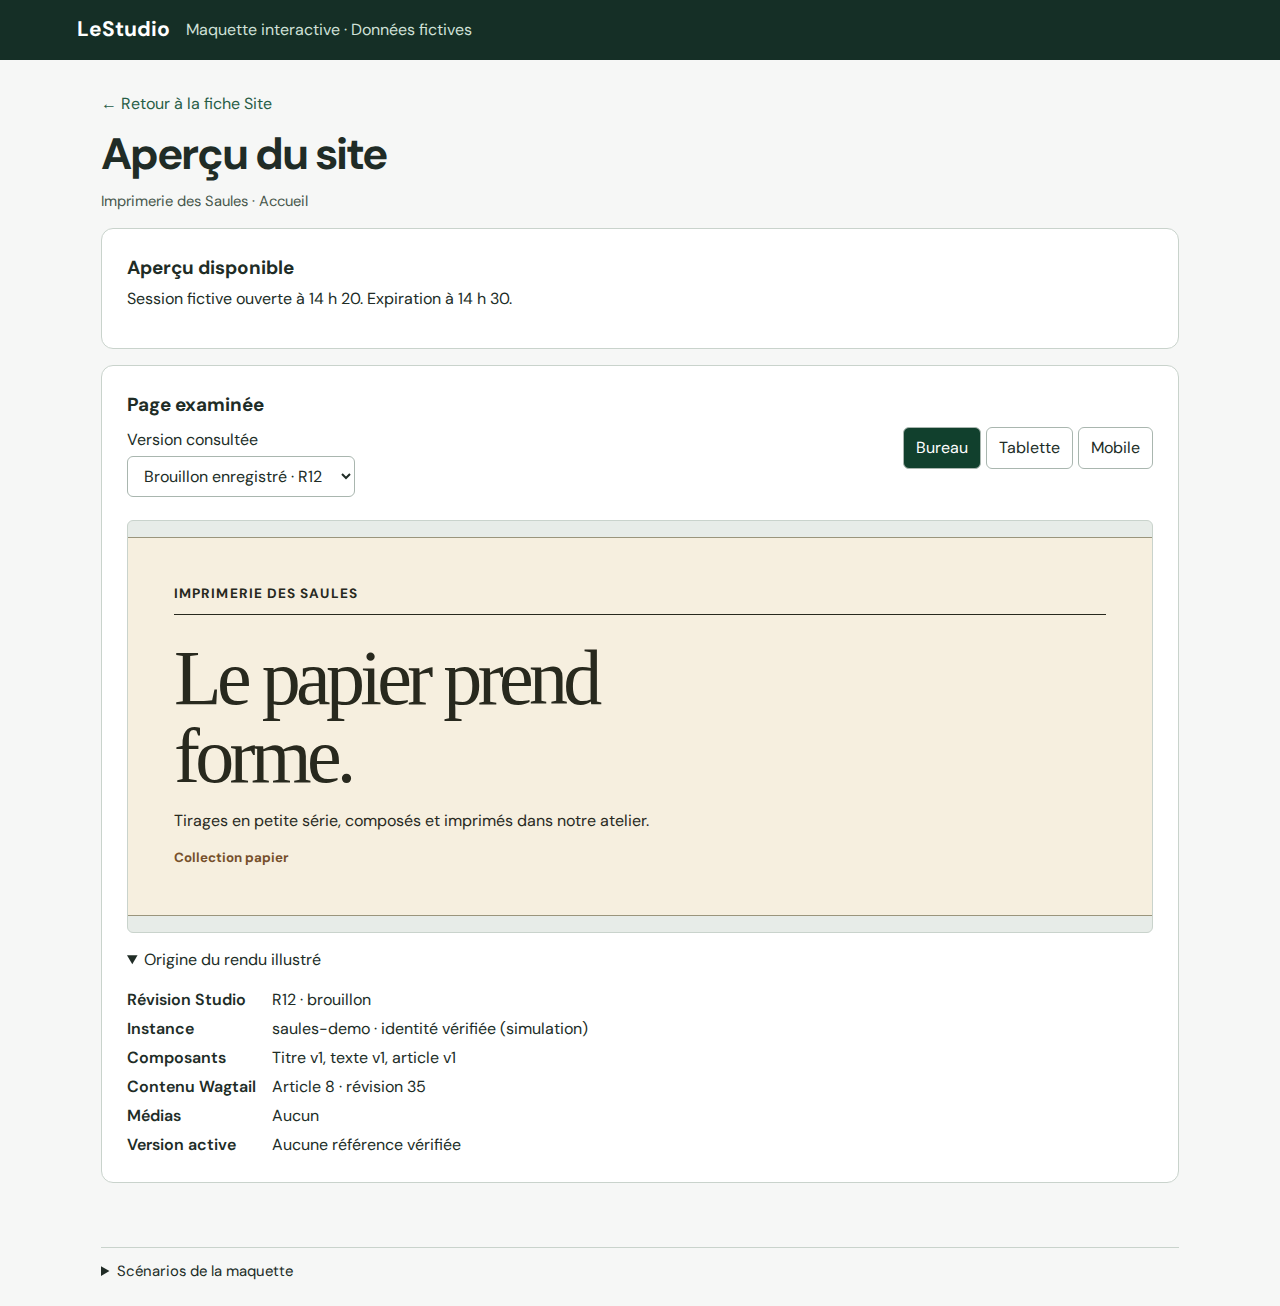 LeStudio Maquette interactive · Données fictives
← Retour à la fiche Site
Aperçu du site
Imprimerie des Saules · Accueil
Aperçu disponible
Session fictive ouverte à 14 h 20. Expiration à 14 h 30.
Page examinée
Version consultée
Brouillon enregistré · R12
Bureau Tablette Mobile
IMPRIMERIE DES SAULES
Le papier prend
forme.
Tirages en petite série, composés et imprimés dans notre atelier.
Collection papier
▼ Origine du rendu illustré
Révision Studio R12 · brouillon
Instance saules-demo · identité vérifiée (simulation)
Composants Titre v1, texte v1, article v1
Contenu Wagtail Article 8 · révision 35
Médias Aucun
Version active Aucune référence vérifiée
▶ Scénarios de la maquette